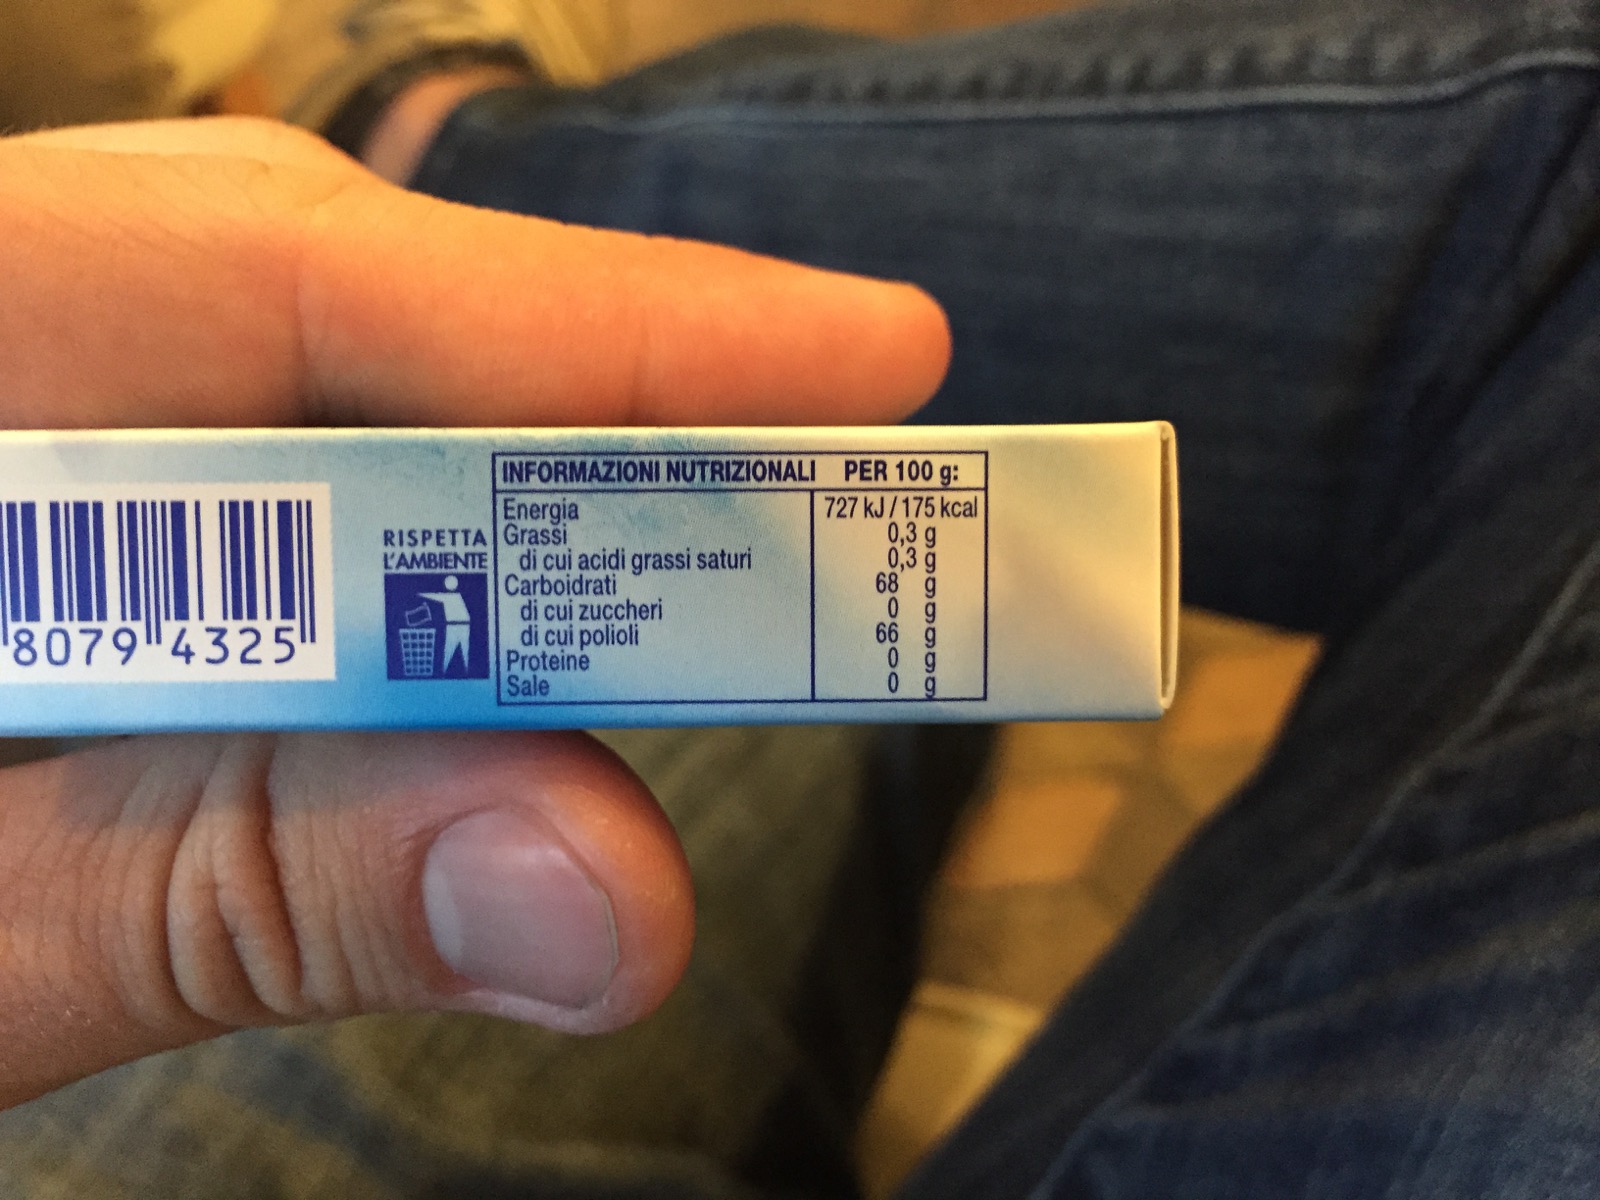 8079 4325
RISPETTA
L'AMBIENTE
INFORMAZIONI NUTRIZIONALI PER 100 g:
Energia 727 kJ / 175 kcal
Grassi 0,3 g
di cui acidi grassi saturi 0,3 g
Carboidrati 68 g
di cui zuccheri 0 g
di cui polioli 66 g
Proteine 0 g
Sale 0 g